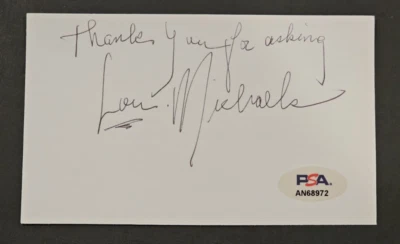 Thanks You for asking
Lou Michaels
PSA
AN68972